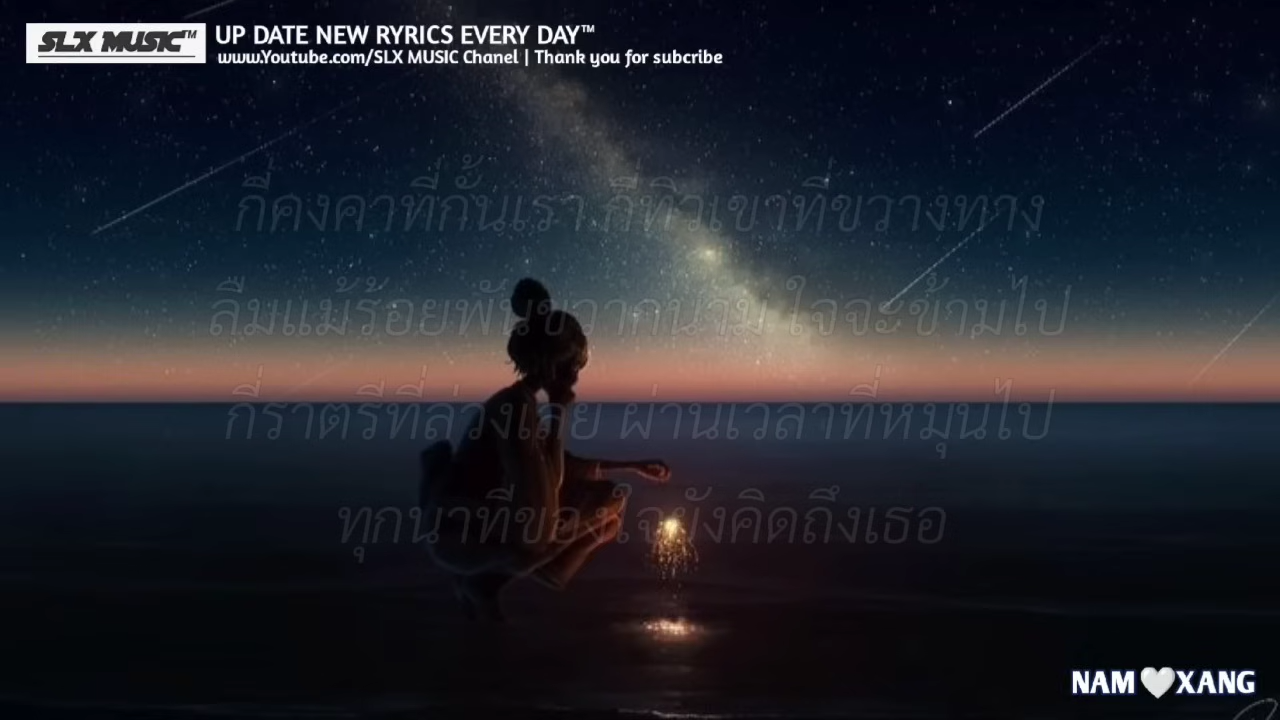 SLX MUSIC™
UP DATE NEW RYRICS EVERY DAY™
www.Youtube.com/SLX MUSIC Chanel | Thank you for subcribe
กี่คงคาที่กั้นเรา กี่ทิวเขาที่ขวางทาง
ลืมแม้ร้อยพันขวากหนาม ใจจะข้ามไป
กี่ราตรีที่ล่วงเลย ผ่านเวลาที่หมุนไป
ทุกนาทีของใจยังคิดถึงเธอ
NAM🤍XANG